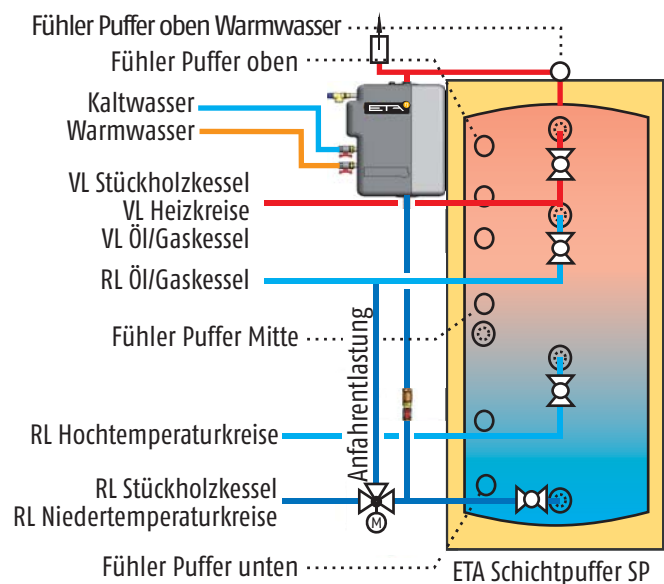 Fühler Puffer oben Warmwasser
Fühler Puffer oben
ETA
Kaltwasser
Warmwasser
VL Stückholzkessel
VL Heizkreise
VL Öl/Gaskessel
RL Öl/Gaskessel
Fühler Puffer Mitte
Anfahrentlastung
RL Hochtemperaturkreise
RL Stückholzkessel
RL Niedertemperaturkreise
M
Fühler Puffer unten
ETA Schichtpuffer SP